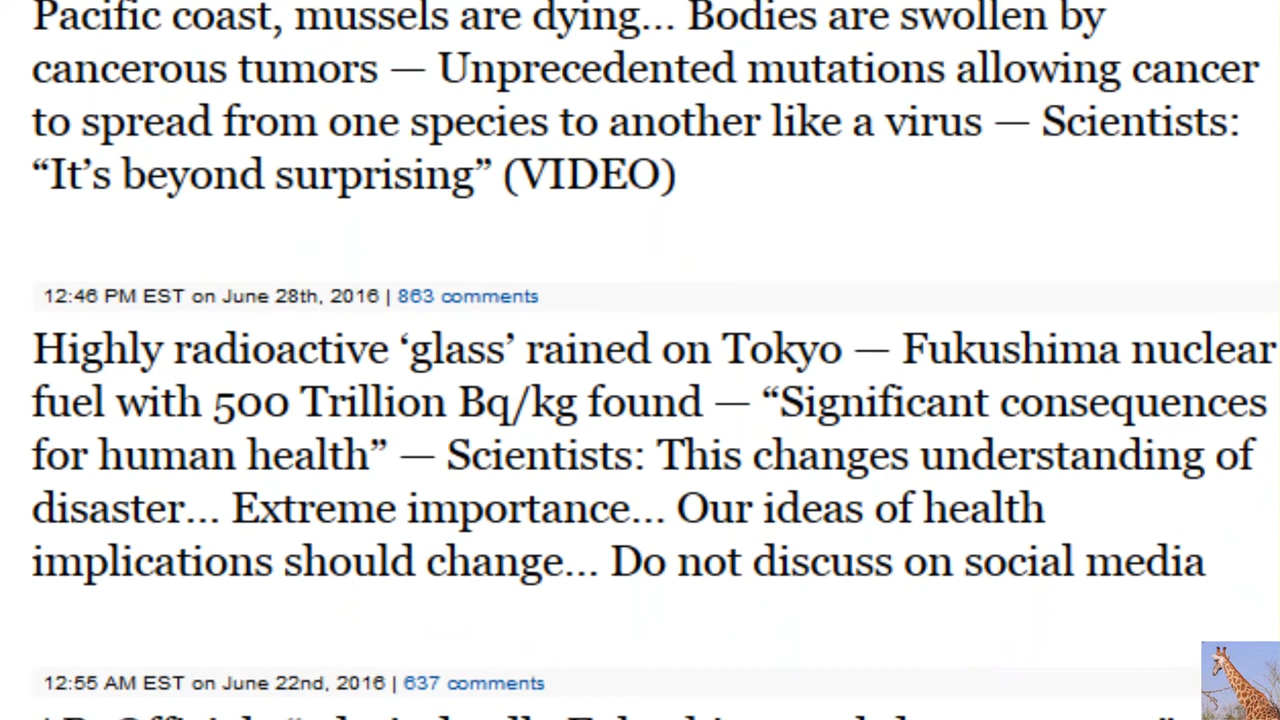 Pacific coast, mussels are dying... Bodies are swollen by
cancerous tumors — Unprecedented mutations allowing cancer
to spread from one species to another like a virus — Scientists:
“It’s beyond surprising” (VIDEO)
12:46 PM EST on June 28th, 2016 | 863 comments
Highly radioactive ‘glass’ rained on Tokyo — Fukushima nuclear
fuel with 500 Trillion Bq/kg found — “Significant consequences
for human health” — Scientists: This changes understanding of
disaster... Extreme importance... Our ideas of health
implications should change... Do not discuss on social media
12:55 AM EST on June 22nd, 2016 | 637 comments